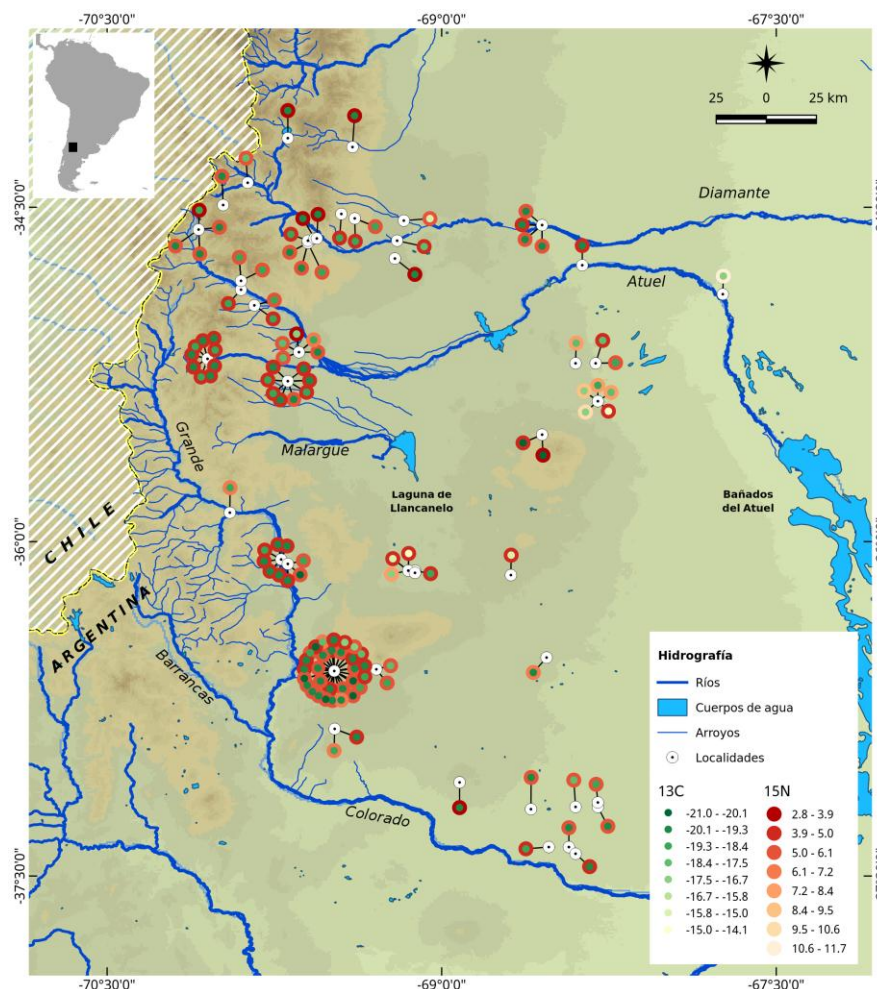 -70°30'0"
-69°0'0"
-67°30'0"
25 0 25 km
-34°30'0"
Diamante
Atuel
Grande
Malargue
Laguna de
Llancanelo
Bañados
del Atuel
-36°0'0"
CHILE
ARGENTINA
Barrancas
Colorado
-37°30'0"
Hidrografía
Ríos
Cuerpos de agua
Arroyos
Localidades
13C 15N
-21.0 - -20.1 2.8 - 3.9
-20.1 - -19.3 3.9 - 5.0
-19.3 - -18.4 5.0 - 6.1
-18.4 - -17.5 6.1 - 7.2
-17.5 - -16.7 7.2 - 8.4
-16.7 - -15.8 8.4 - 9.5
-15.8 - -15.0 9.5 - 10.6
-15.0 - -14.1 10.6 - 11.7
-70°30'0"
-69°0'0"
-67°30'0"